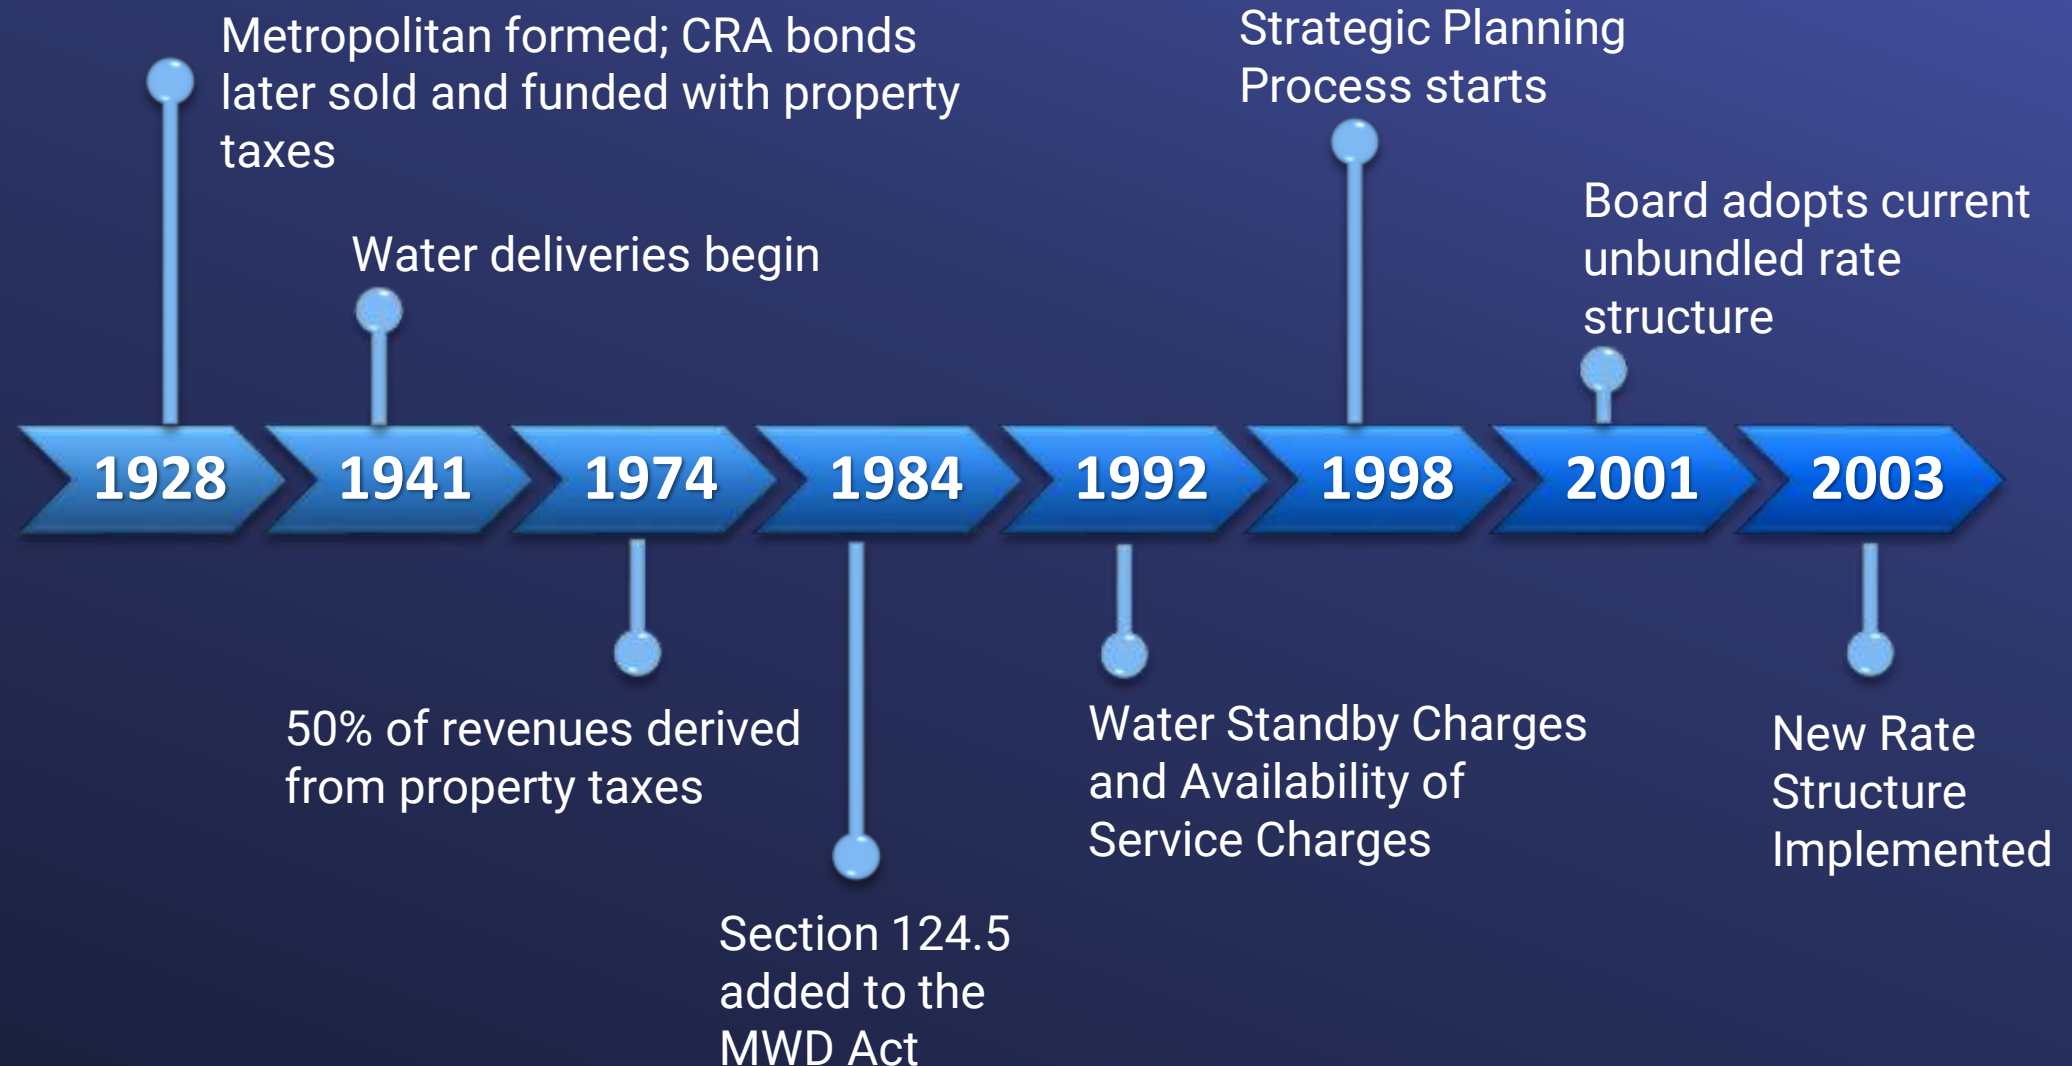 Metropolitan formed; CRA bonds
later sold and funded with property
taxes
Strategic Planning
Process starts
Water deliveries begin
Board adopts current
unbundled rate
structure
1928
1941
1974
1984
1992
1998
2001
2003
50% of revenues derived
from property taxes
Section 124.5
added to the
MWD Act
Water Standby Charges
and Availability of
Service Charges
New Rate
Structure
Implemented